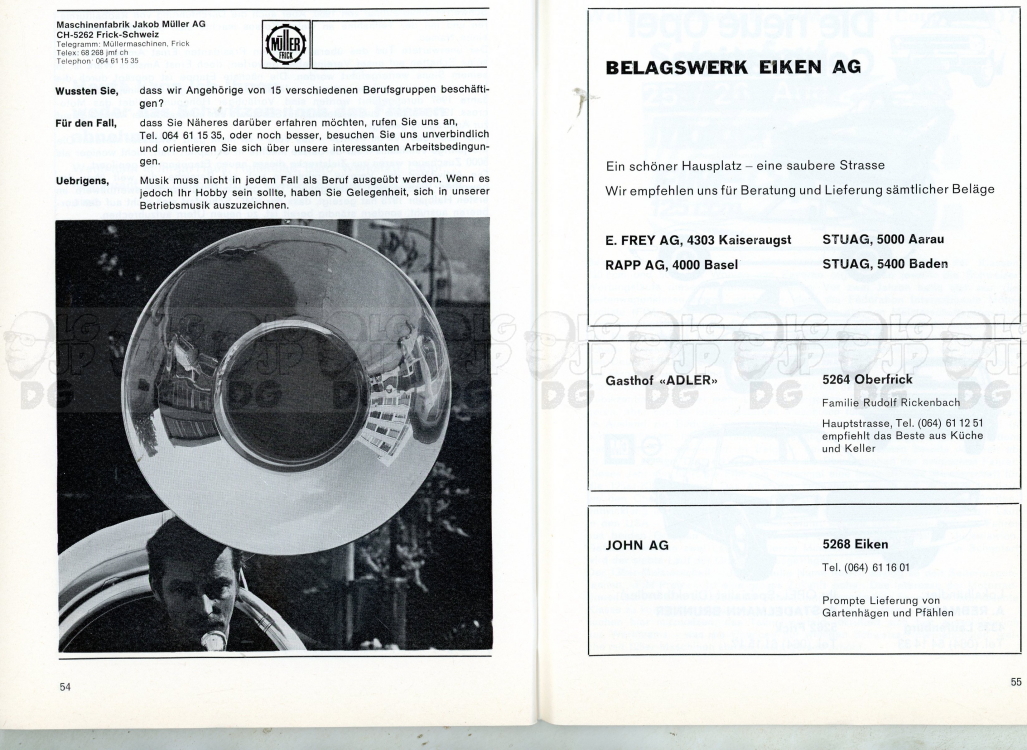 Maschinenfabrik Jakob Müller AG
CH-5262 Frick-Schweiz
Telegramm: Müllermaschinen, Frick
Telex: 68 268 jmf ch
Telephon: 064 61 15 35
MÜLLER
FRICK
Wussten Sie, dass wir Angehörige von 15 verschiedenen Berufsgruppen beschäfti-
gen?
Für den Fall, dass Sie Näheres darüber erfahren möchten, rufen Sie uns an,
Tel. 064 61 15 35, oder noch besser, besuchen Sie uns unverbindlich
und orientieren Sie sich über unsere interessanten Arbeitsbedingun-
gen.
Uebrigens, Musik muss nicht in jedem Fall als Beruf ausgeübt werden. Wenn es
jedoch Ihr Hobby sein sollte, haben Sie Gelegenheit, sich in unserer
Betriebsmusik auszuzeichnen.
54
BELAGSWERK EIKEN AG
Ein schöner Hausplatz – eine saubere Strasse
Wir empfehlen uns für Beratung und Lieferung sämtlicher Beläge
E. FREY AG, 4303 Kaiseraugst STUAG, 5000 Aarau
RAPP AG, 4000 Basel STUAG, 5400 Baden
Gasthof «ADLER» 5264 Oberfrick
Familie Rudolf Rickenbach
Hauptstrasse, Tel. (064) 61 12 51
empfiehlt das Beste aus Küche
und Keller
JOHN AG 5268 Eiken
Tel. (064) 61 16 01
Prompte Lieferung von
Gartenhägen und Pfählen
55